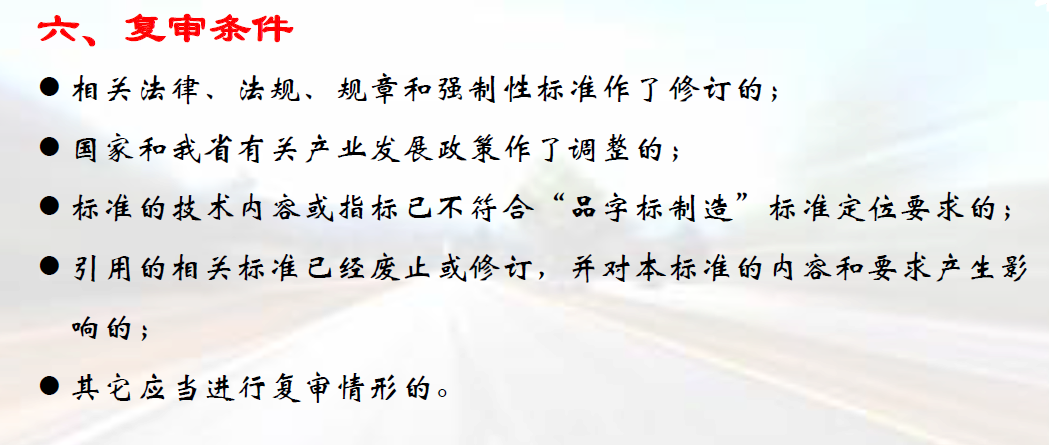 六、复审条件
● 相关法律、法规、规章和强制性标准作了修订的；
● 国家和我省有关产业发展政策作了调整的；
● 标准的技术内容或指标已不符合“品字标制造”标准定位要求的；
● 引用的相关标准已经废止或修订，并对本标准的内容和要求产生影
响的；
● 其它应当进行复审情形的。